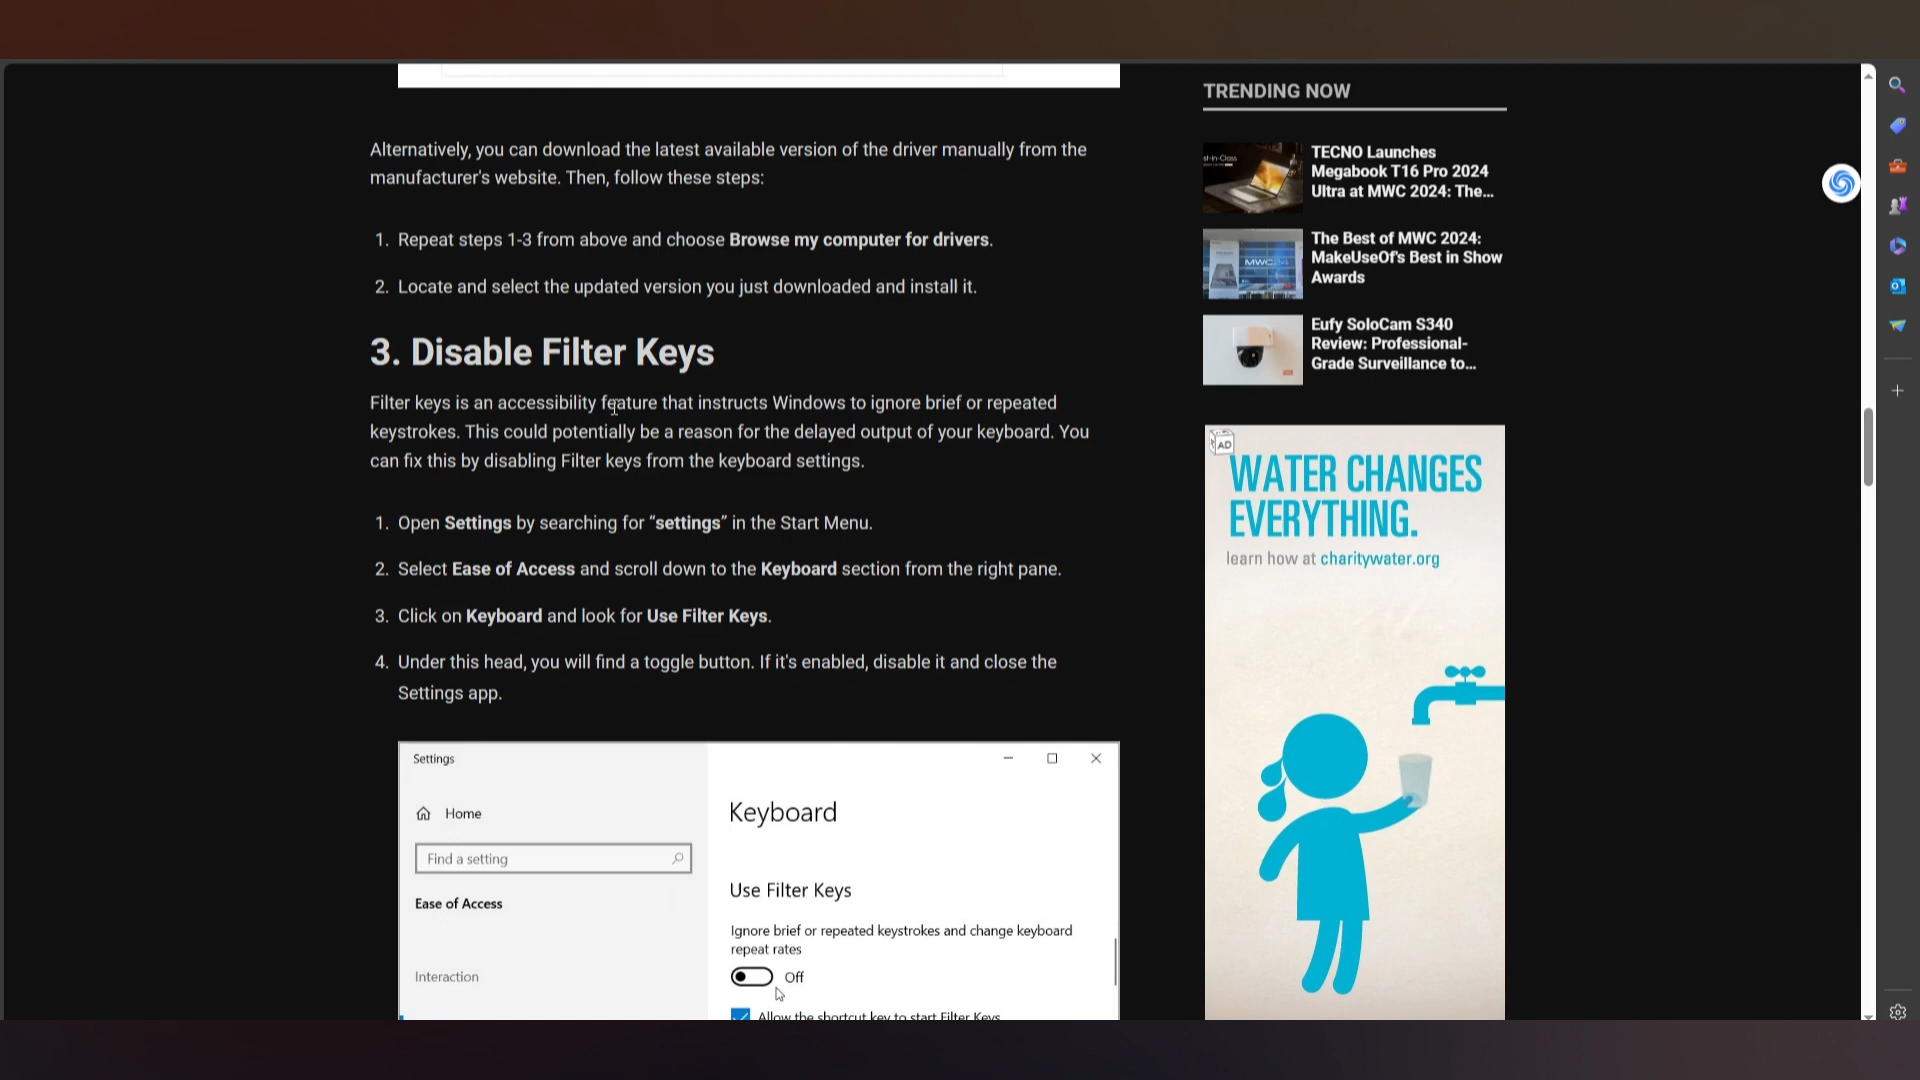 Alternatively, you can download the latest available version of the driver manually from the
manufacturer's website. Then, follow these steps:
1. Repeat steps 1-3 from above and choose Browse my computer for drivers.
2. Locate and select the updated version you just downloaded and install it.
3. Disable Filter Keys
Filter keys is an accessibility feature that instructs Windows to ignore brief or repeated
keystrokes. This could potentially be a reason for the delayed output of your keyboard. You
can fix this by disabling Filter keys from the keyboard settings.
1. Open Settings by searching for “settings” in the Start Menu.
2. Select Ease of Access and scroll down to the Keyboard section from the right pane.
3. Click on Keyboard and look for Use Filter Keys.
4. Under this head, you will find a toggle button. If it's enabled, disable it and close the
Settings app.
Settings
Home
Find a setting
Ease of Access
Interaction
Keyboard
Use Filter Keys
Ignore brief or repeated keystrokes and change keyboard
repeat rates
Off
Allow the shortcut key to start Filter Keys
TRENDING NOW
TECNO Launches
Megabook T16 Pro 2024
Ultra at MWC 2024: The...
The Best of MWC 2024:
MakeUseOf's Best in Show
Awards
Eufy SoloCam S340
Review: Professional-
Grade Surveillance to...
AD
WATER CHANGES
EVERYTHING.
learn how at charitywater.org